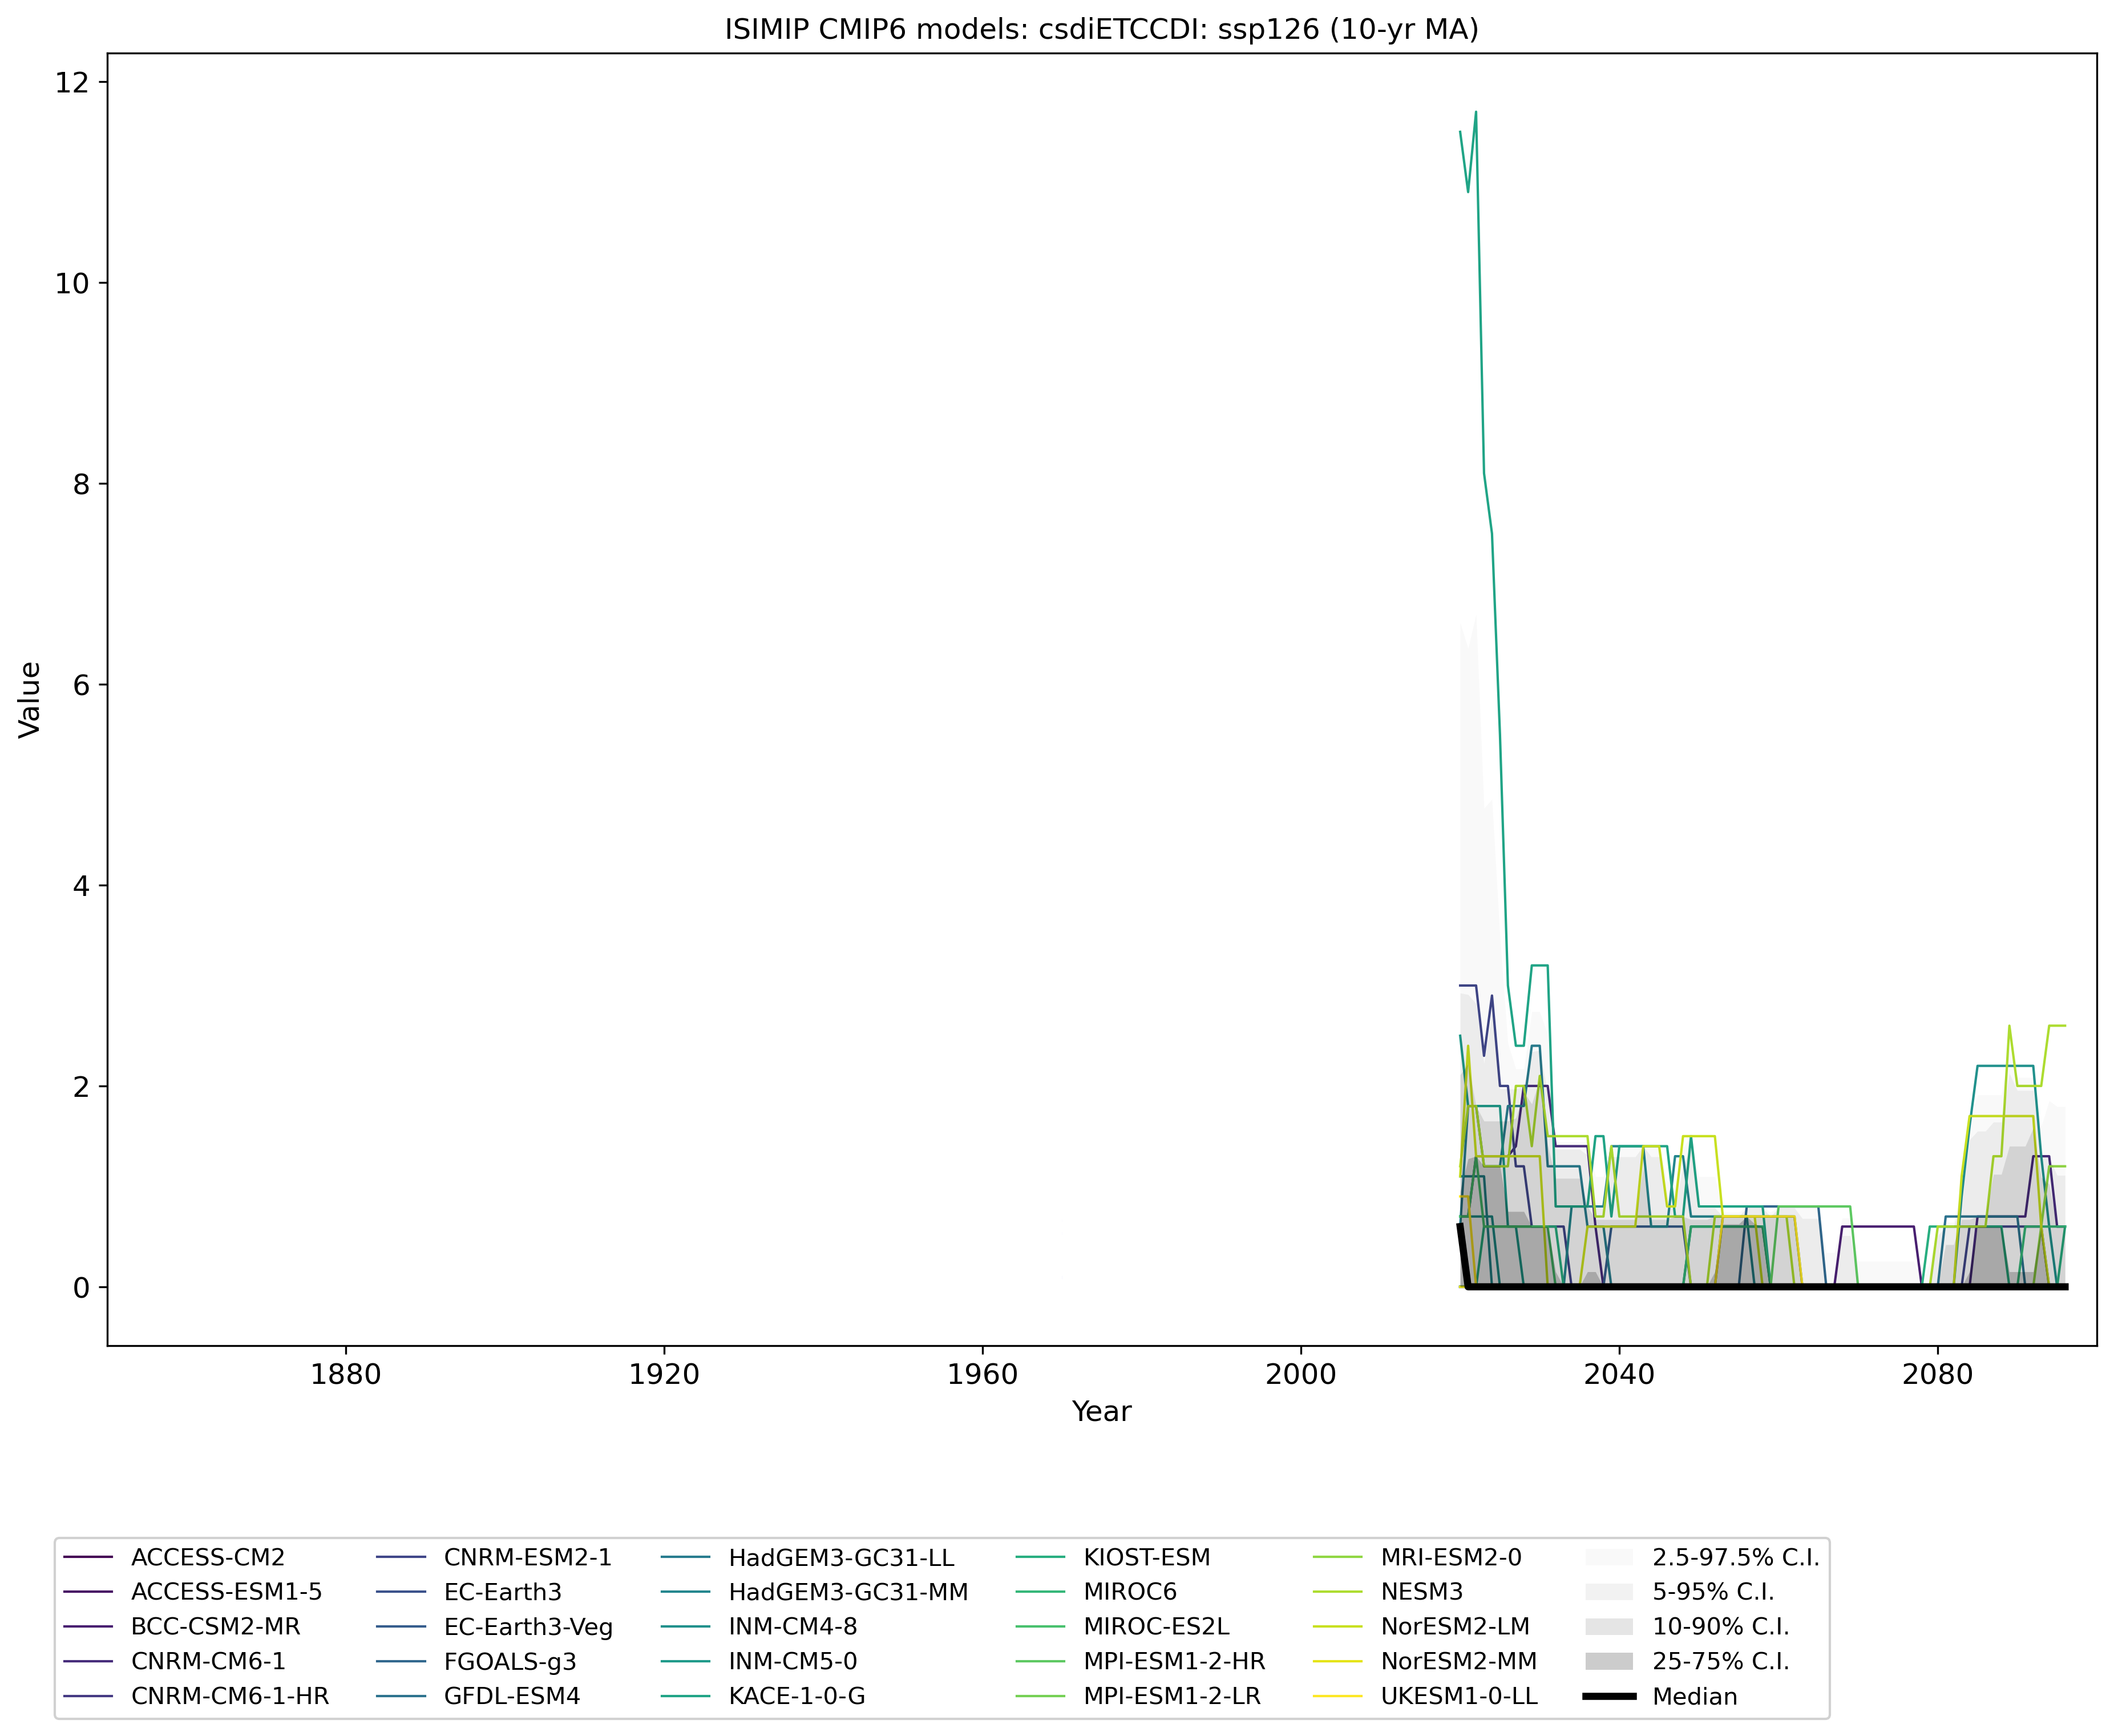 ISIMIP CMIP6 models: csdiETCCDI: ssp126 (10-yr MA)
12
10
8
6
4
2
0
Value
1880 1920 1960 2000 2040 2080
Year
ACCESS-CM2 CNRM-ESM2-1 HadGEM3-GC31-LL KIOST-ESM MRI-ESM2-0 2.5-97.5% C.I.
ACCESS-ESM1-5 EC-Earth3 HadGEM3-GC31-MM MIROC6 NESM3 5-95% C.I.
BCC-CSM2-MR EC-Earth3-Veg INM-CM4-8 MIROC-ES2L NorESM2-LM 10-90% C.I.
CNRM-CM6-1 FGOALS-g3 INM-CM5-0 MPI-ESM1-2-HR NorESM2-MM 25-75% C.I.
CNRM-CM6-1-HR GFDL-ESM4 KACE-1-0-G MPI-ESM1-2-LR UKESM1-0-LL Median